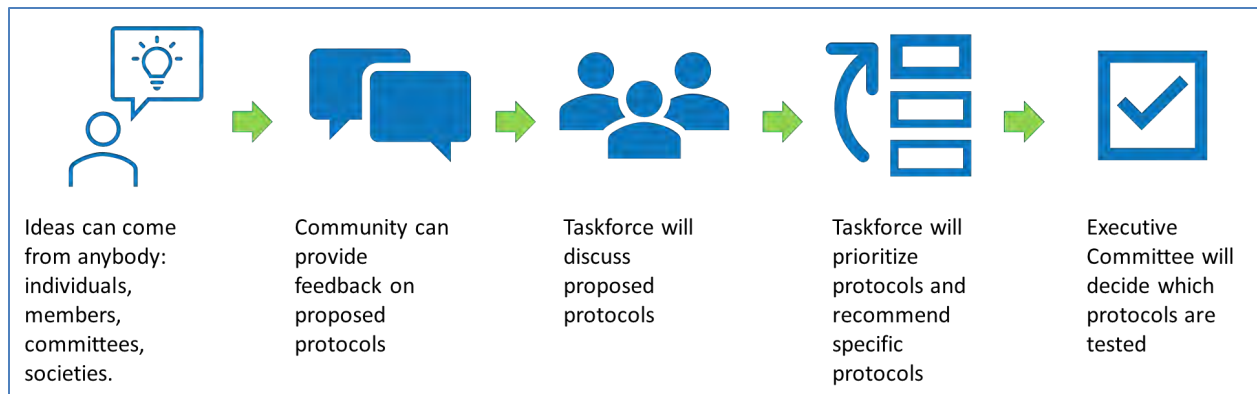 Ideas can come
from anybody:
individuals,
members,
committees,
societies.
Community can
provide
feedback on
proposed
protocols
Taskforce will
discuss
proposed
protocols
Taskforce will
prioritize
protocols and
recommend
specific
protocols
Executive
Committee will
decide which
protocols are
tested